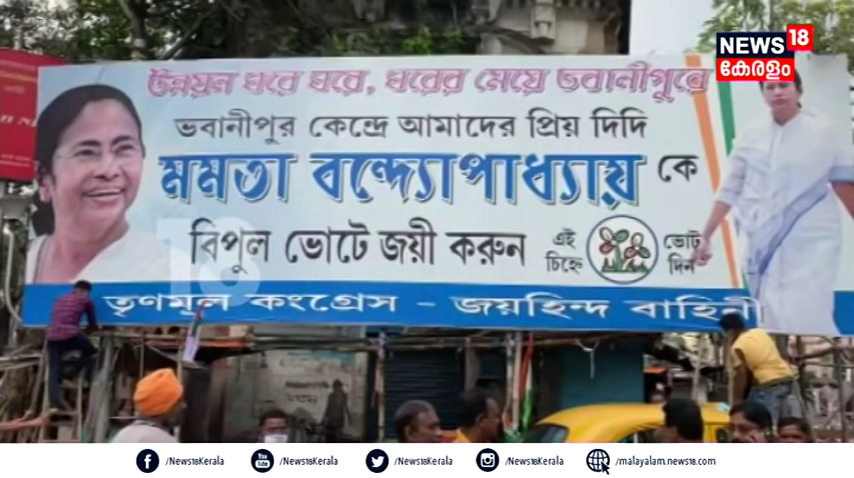 NEWS 18
കേരളം
উন্নয়ন ঘরে ঘরে, ঘরের মেয়ে ভবানীপুরে
ভবানীপুর কেন্দ্রে আমাদের প্রিয় দিদি
মমতা বন্দ্যোপাধ্যায় কে
বিপুল ভোটে জয়ী করুন
এই চিহ্নে
ভোট দিন
তৃণমূল কংগ্রেস - জয়হিন্দ বাহিনী
/News18Kerala /News18Kerala /News18Kerala /News18Kerala /malayalam.news18.com